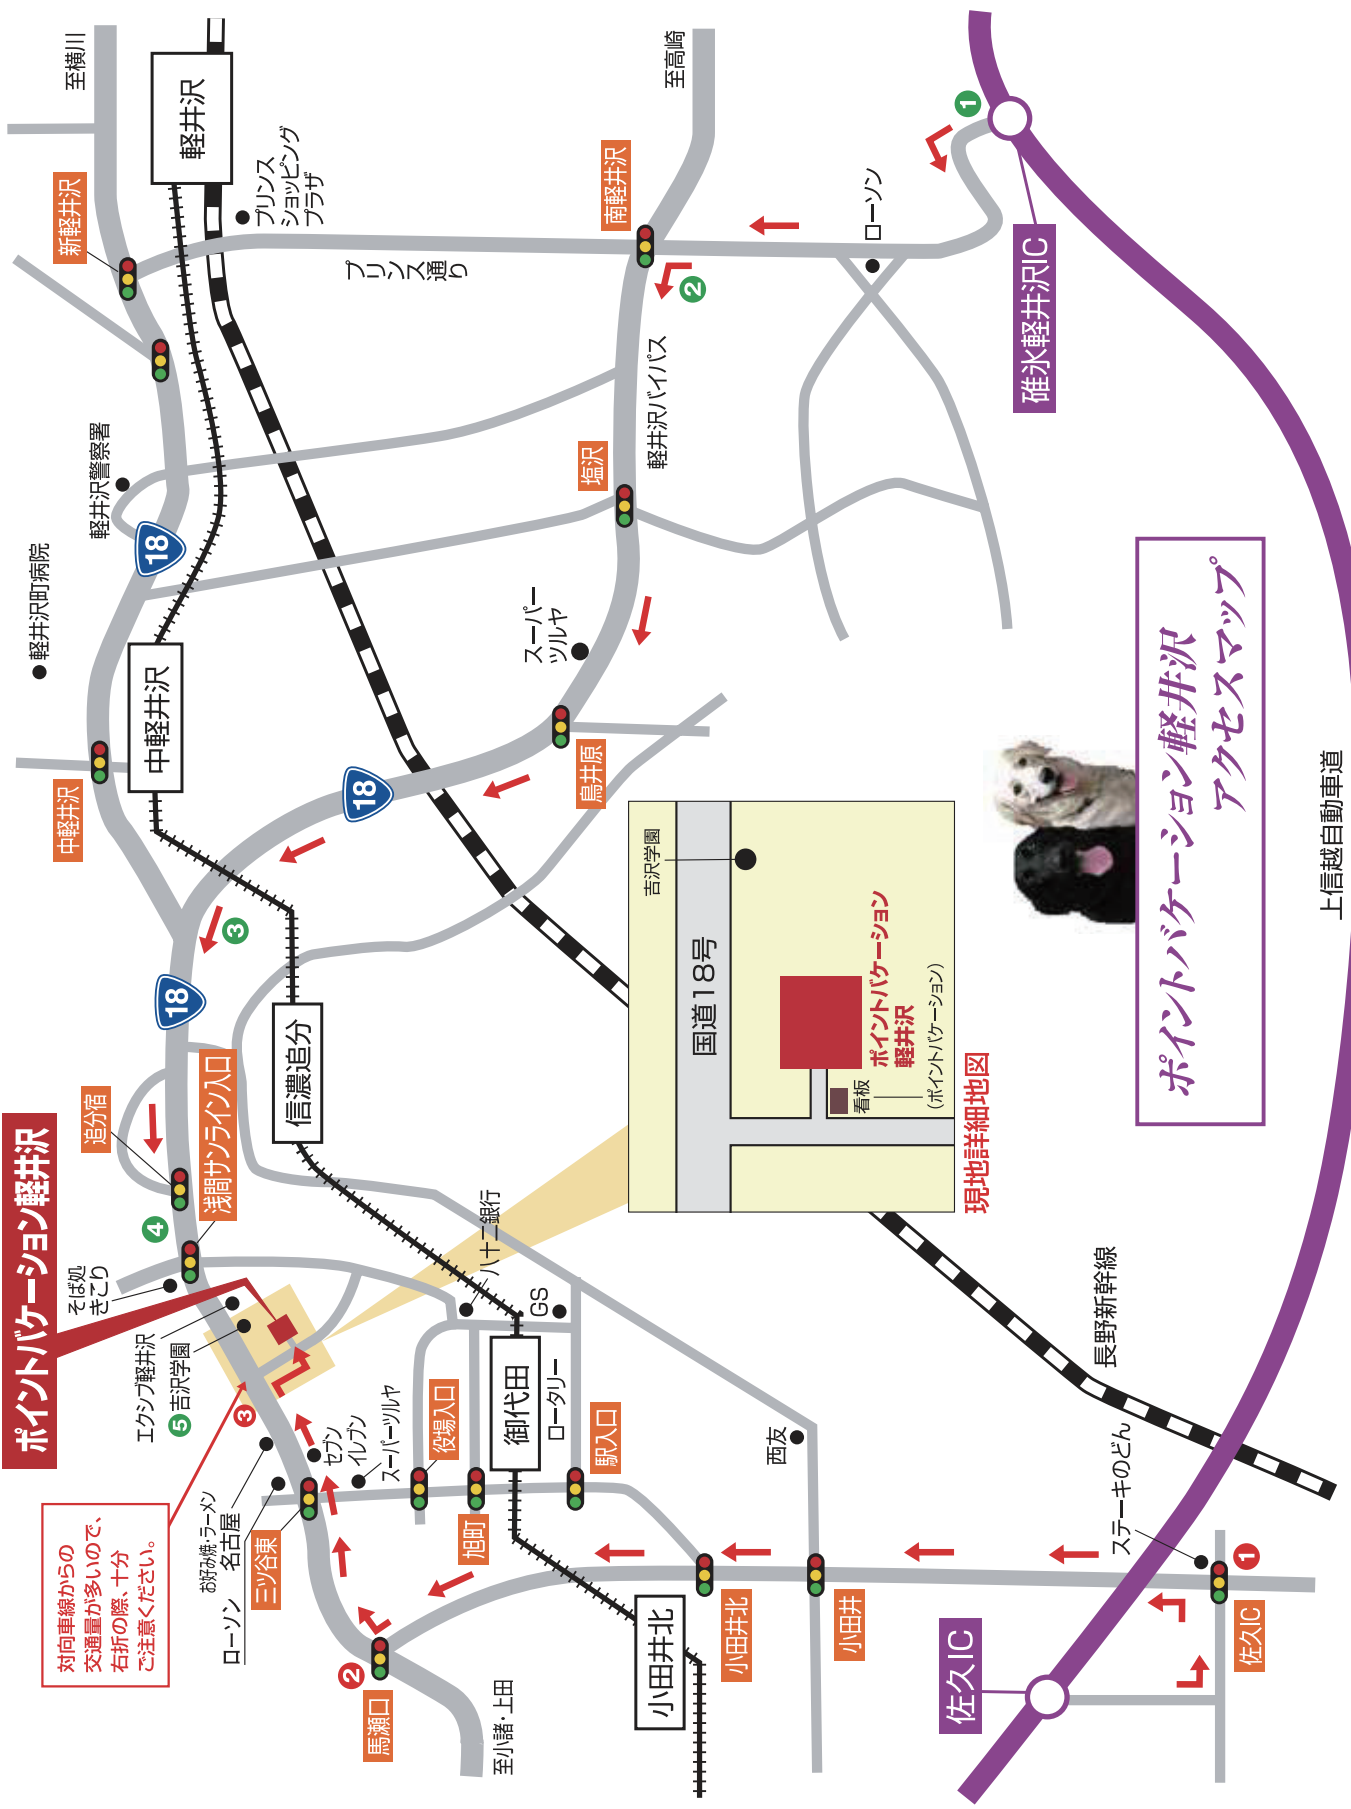 ポイントバケーション軽井沢
対向車線からの
交通量が多いので、
右折の際、十分
ご注意ください。
馬瀬口
2
至小諸・上田
ローソン
お好み焼・ラーメン
名古屋
三ツ谷東
セブン
イレブン
スーパーツルヤ
役場入口
旭町
駅入口
3
エクシブ軽井沢
5
吉沢学園
そば処
きこり
4
追分宿
浅間サンライン入口
18
3
信濃追分
八十二銀行
GS
御代田
ロータリー
小田井北
小田井北
小田井
西友
中軽井沢
中軽井沢
軽井沢町病院
軽井沢警察署
18
18
新軽井沢
至横川
軽井沢
プリンス
ショッピング
プラザ
プリンス通り
南軽井沢
至高崎
2
軽井沢バイパス
塩沢
スーパー
ツルヤ
鳥井原
ローソン
1
碓氷軽井沢IC
吉沢学園
国道18号
ポイントバケーション
軽井沢
看板
(ポイントバケーション)
現地詳細地図
ポイントバケーション軽井沢
アクセスマップ
上信越自動車道
長野新幹線
ステーキのどん
1
佐久IC
佐久IC